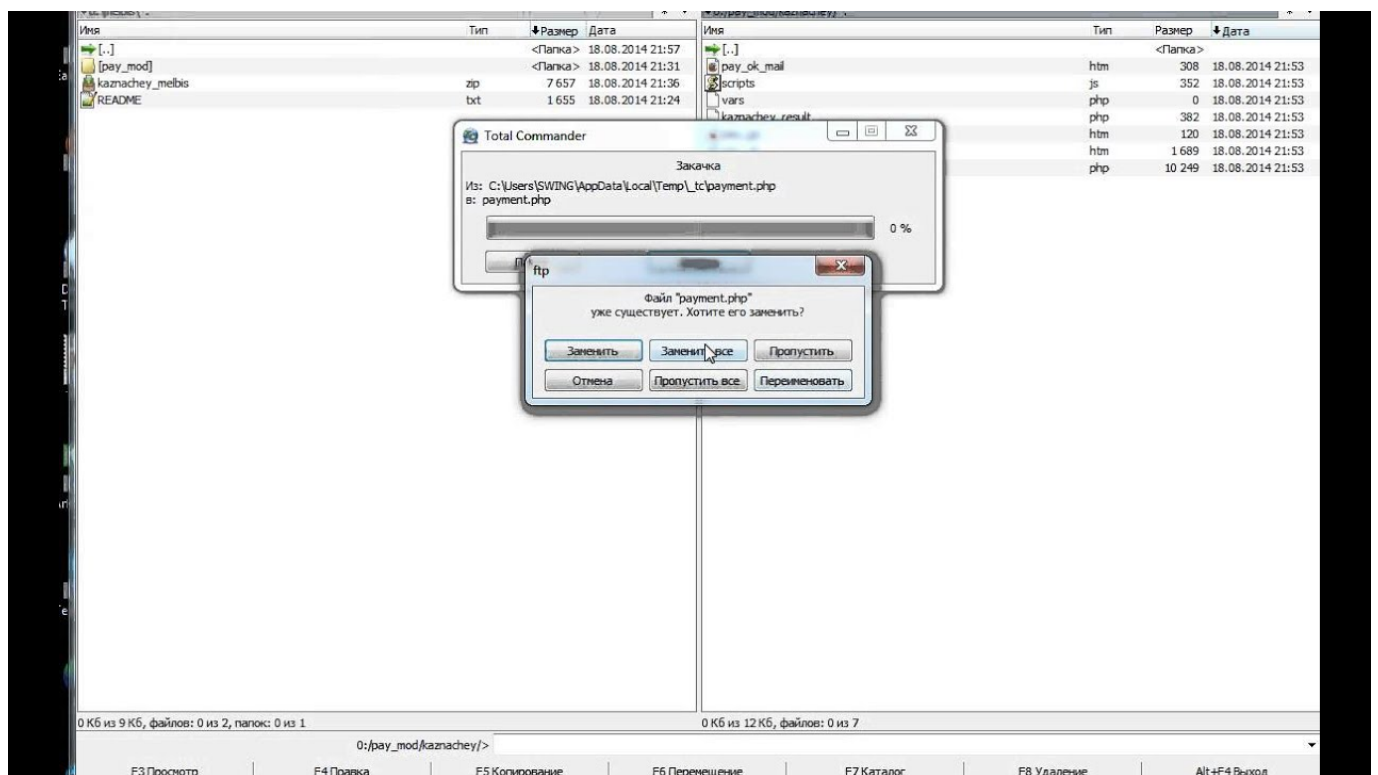 Имя Тип Размер Дата
[..] <Папка> 18.08.2014 21:57
[pay_mod] <Папка> 18.08.2014 21:31
kaznachey_melbis zip 7 657 18.08.2014 21:36
README txt 1 655 18.08.2014 21:24
0:/pay_mod/kaznachey/
Имя Тип Размер Дата
[..] <Папка>
pay_ok_mail htm 308 18.08.2014 21:53
scripts js 352 18.08.2014 21:53
vars php 0 18.08.2014 21:53
kaznachey_result php 382 18.08.2014 21:53
htm 120 18.08.2014 21:53
htm 1 689 18.08.2014 21:53
php 10 249 18.08.2014 21:53
Total Commander
Закачка
Из: C:\Users\SWING\AppData\Local\Temp\_tc\payment.php
в: payment.php
0 %
ftp
Файл "payment.php"
уже существует. Хотите его заменить?
Заменить Заменить все Пропустить
Отмена Пропустить все Переименовать
0 Кб из 9 Кб, файлов: 0 из 2, папок: 0 из 1
0 Кб из 12 Кб, файлов: 0 из 7
0:/pay_mod/kaznachey/>
F3 Просмотр F4 Правка F5 Копирование F6 Перемещение F7 Каталог F8 Удаление Alt+F4 Выход